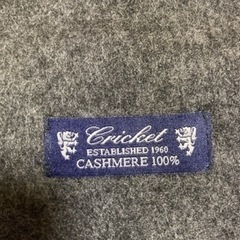 Cricket
ESTABLISHED 1960
CASHMERE 100%